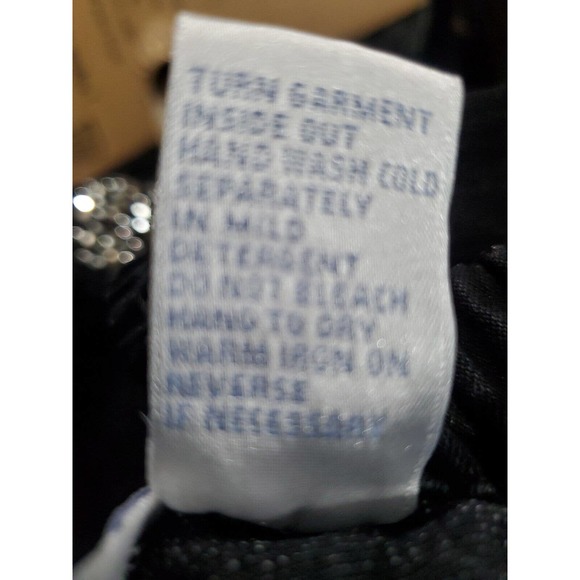 TURN GARMENT
INSIDE OUT
HAND WASH COLD
SEPARATELY
IN MILD
DETERGENT
DO NOT BLEACH
HANG TO DRY
WARM IRON ON
REVERSE
IF NECESSARY